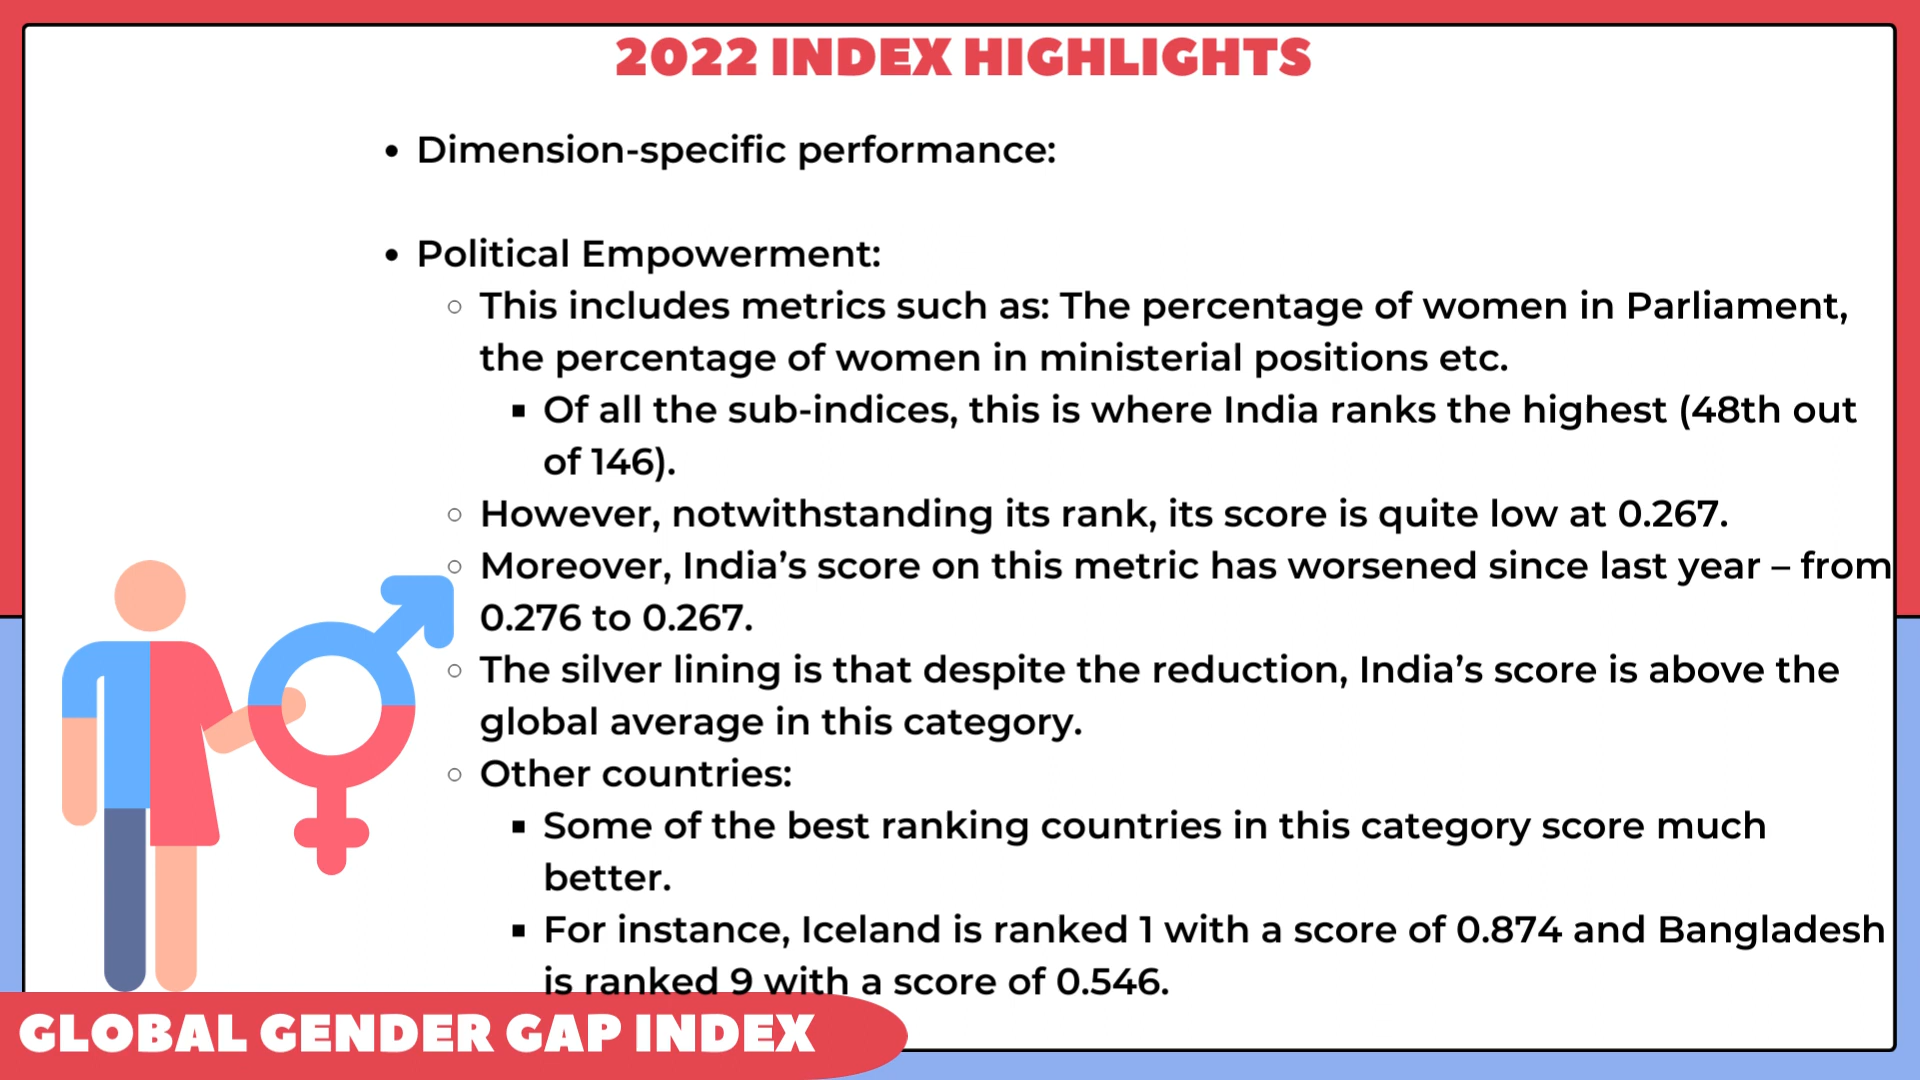 2022 INDEX HIGHLIGHTS
• Dimension-specific performance:
• Political Empowerment:
○ This includes metrics such as: The percentage of women in Parliament,
the percentage of women in ministerial positions etc.
▪ Of all the sub-indices, this is where India ranks the highest (48th out
of 146).
○ However, notwithstanding its rank, its score is quite low at 0.267.
○ Moreover, India’s score on this metric has worsened since last year – from
0.276 to 0.267.
○ The silver lining is that despite the reduction, India’s score is above the
global average in this category.
○ Other countries:
▪ Some of the best ranking countries in this category score much
better.
▪ For instance, Iceland is ranked 1 with a score of 0.874 and Bangladesh
is ranked 9 with a score of 0.546.
GLOBAL GENDER GAP INDEX